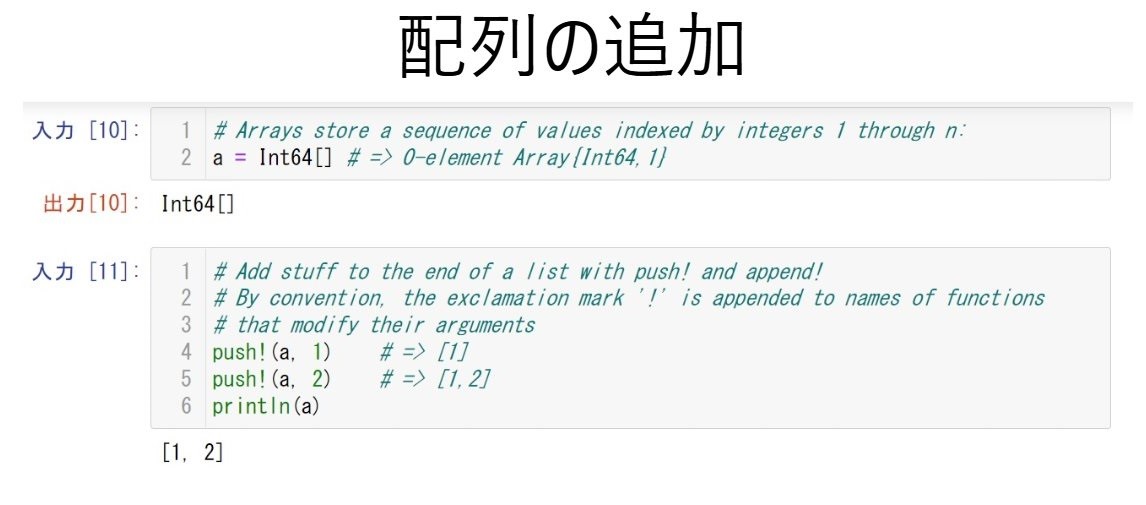 配列の追加
入力 [10]:
1 # Arrays store a sequence of values indexed by integers 1 through n:
2 a = Int64[] # => 0-element Array{Int64,1}
出力[10]: Int64[]
入力 [11]:
1 # Add stuff to the end of a list with push! and append!
2 # By convention, the exclamation mark '!' is appended to names of functions
3 # that modify their arguments
4 push!(a, 1)    # => [1]
5 push!(a, 2)    # => [1,2]
6 println(a)
[1, 2]